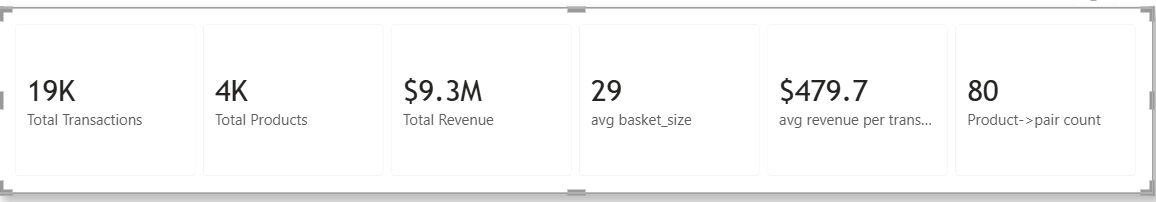 19K
Total Transactions
4K
Total Products
$9.3M
Total Revenue
29
avg basket_size
$479.7
avg revenue per trans...
80
Product->pair count